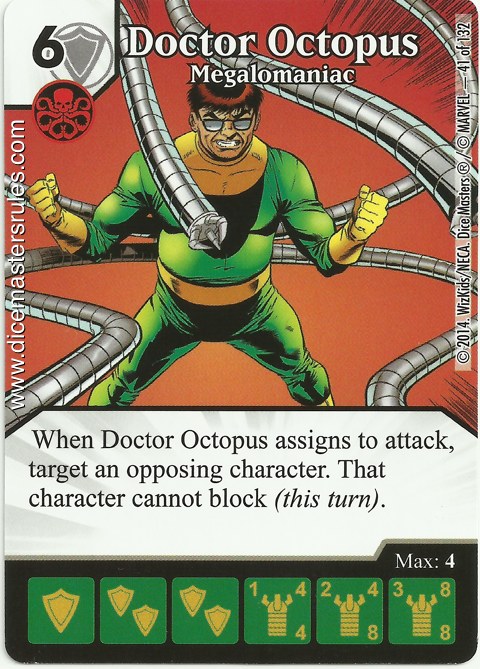 6
Doctor Octopus
Megalomaniac
www.dicemastersrules.com
© 2014. WizKids/NECA. Dice Masters ® / © MARVEL — 41 of 132
When Doctor Octopus assigns to attack,
target an opposing character. That
character cannot block (this turn).
Max: 4
1 4 4
2 4 8
3 8 8